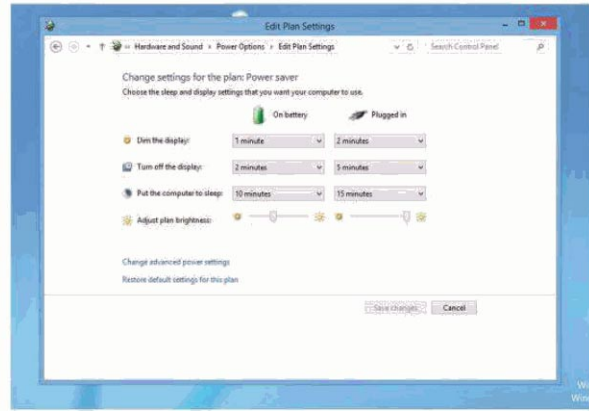 Edit Plan Settings
Hardware and Sound Power Options Edit Plan Settings Search Control Panel
Change settings for the plan: Power saver
Choose the sleep and display settings that you want your computer to use.
On battery Plugged in
Dim the display: 1 minute 2 minutes
Turn off the display: 2 minutes 5 minutes
Put the computer to sleep: 10 minutes 15 minutes
Adjust plan brightness:
Change advanced power settings
Restore default settings for this plan
Save changes Cancel